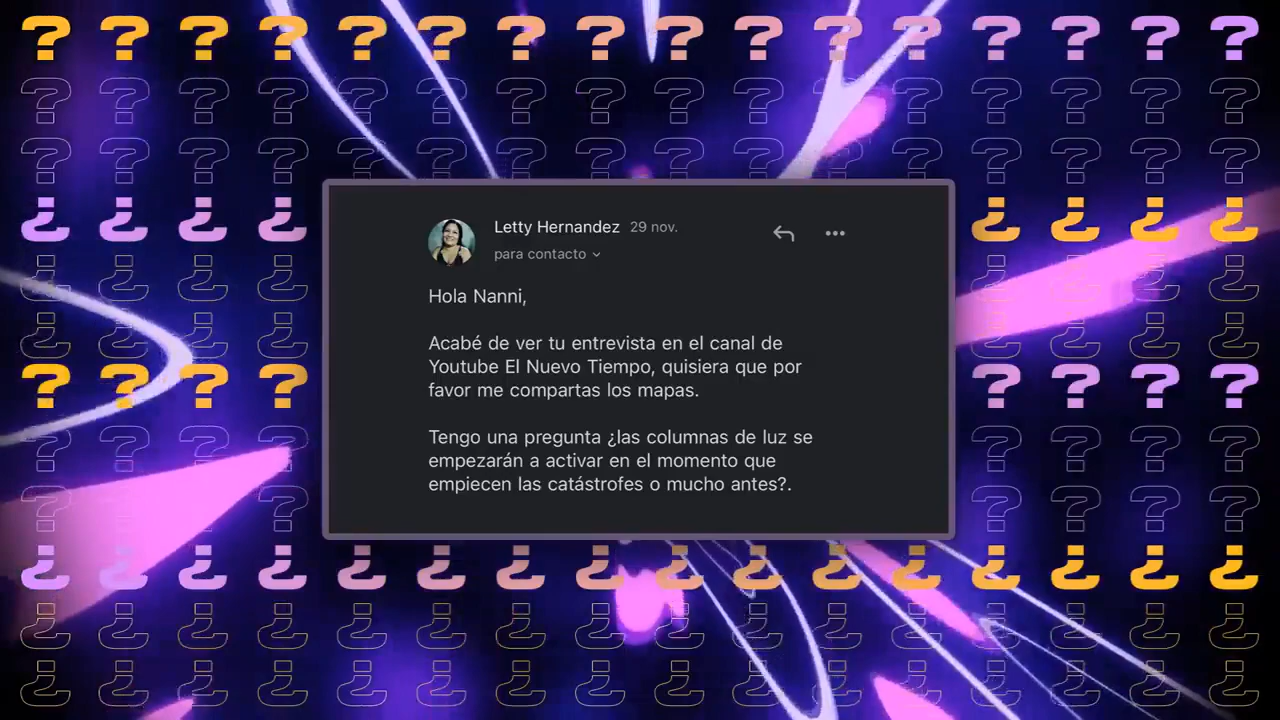 ? ? ? ? ? ? ? ? ? ? ? ? ? ? ? ?
? ? ? ? ? ? ? ? ? ? ? ? ? ? ? ?
? ? ? ? ? ? ? ? ? ? ? ? ? ? ? ?
¿ ¿ ¿ ¿ ¿ ¿ ¿ ¿
Letty Hernandez 29 nov.
para contacto
¿ ¿ ¿ ¿ ¿ ¿ ¿ ¿
Hola Nanni,
¿ ¿ ¿ ¿ ¿ ¿ ¿ ¿
Acabé de ver tu entrevista en el canal de
Youtube El Nuevo Tiempo, quisiera que por
favor me compartas los mapas.
? ? ? ? ? ? ? ?
Tengo una pregunta ¿las columnas de luz se
? ? ? ? ? ? ? ?
empezarán a activar en el momento que
empiecen las catástrofes o mucho antes?.
? ? ? ? ? ? ? ?
¿ ¿ ¿ ¿ ¿ ¿ ¿ ¿ ¿ ¿ ¿ ¿ ¿ ¿ ¿ ¿
¿ ¿ ¿ ¿ ¿ ¿ ¿ ¿ ¿ ¿ ¿ ¿ ¿ ¿ ¿ ¿
¿ ¿ ¿ ¿ ¿ ¿ ¿ ¿ ¿ ¿ ¿ ¿ ¿ ¿ ¿ ¿